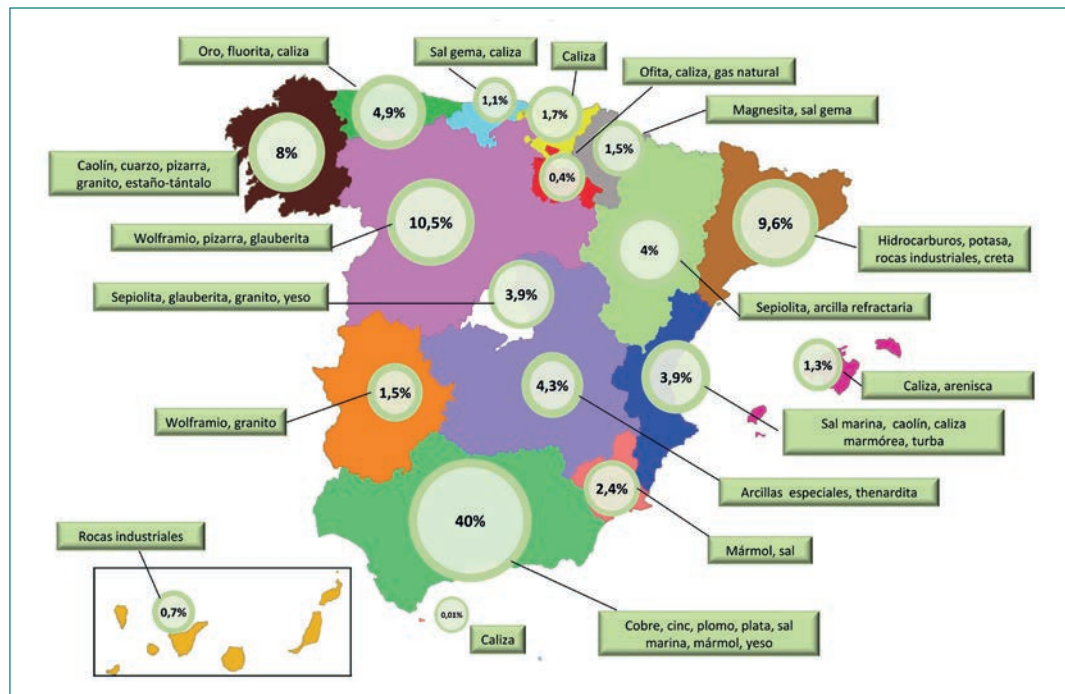 Oro, fluorita, caliza
Sal gema, caliza
Caliza
Ofita, caliza, gas natural
Magnesita, sal gema
4,9%
1,1%
1,7%
1,5%
8%
0,4%
Caolín, cuarzo, pizarra,
granito, estaño-tántalo
10,5%
9,6%
Wolframio, pizarra, glauberita
4%
Hidrocarburos, potasa,
rocas industriales, creta
Sepiolita, glauberita, granito, yeso
3,9%
Sepiolita, arcilla refractaria
1,3%
3,9%
4,3%
1,5%
Caliza, arenisca
Wolframio, granito
Sal marina, caolín, caliza
marmórea, turba
2,4%
Arcillas especiales, thenardita
40%
Rocas industriales
Mármol, sal
0,7%
0,01%
Caliza
Cobre, cinc, plomo, plata, sal
marina, mármol, yeso